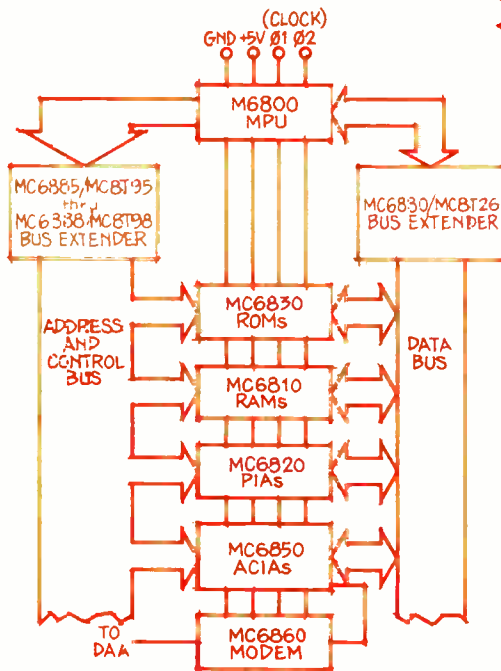 (CLOCK)
GND +5V Ø1 Ø2
M6800
MPU
MC6885/MC8T95
thru
MC6888/MC8T98
BUS EXTENDER
MC6830/MC8T26
BUS EXTENDER
MC6830
ROMs
ADDRESS
AND
CONTROL
BUS
DATA
BUS
MC6810
RAMs
MC6820
PIAs
MC6850
ACIAs
TO
DAA
MC6860
MODEM